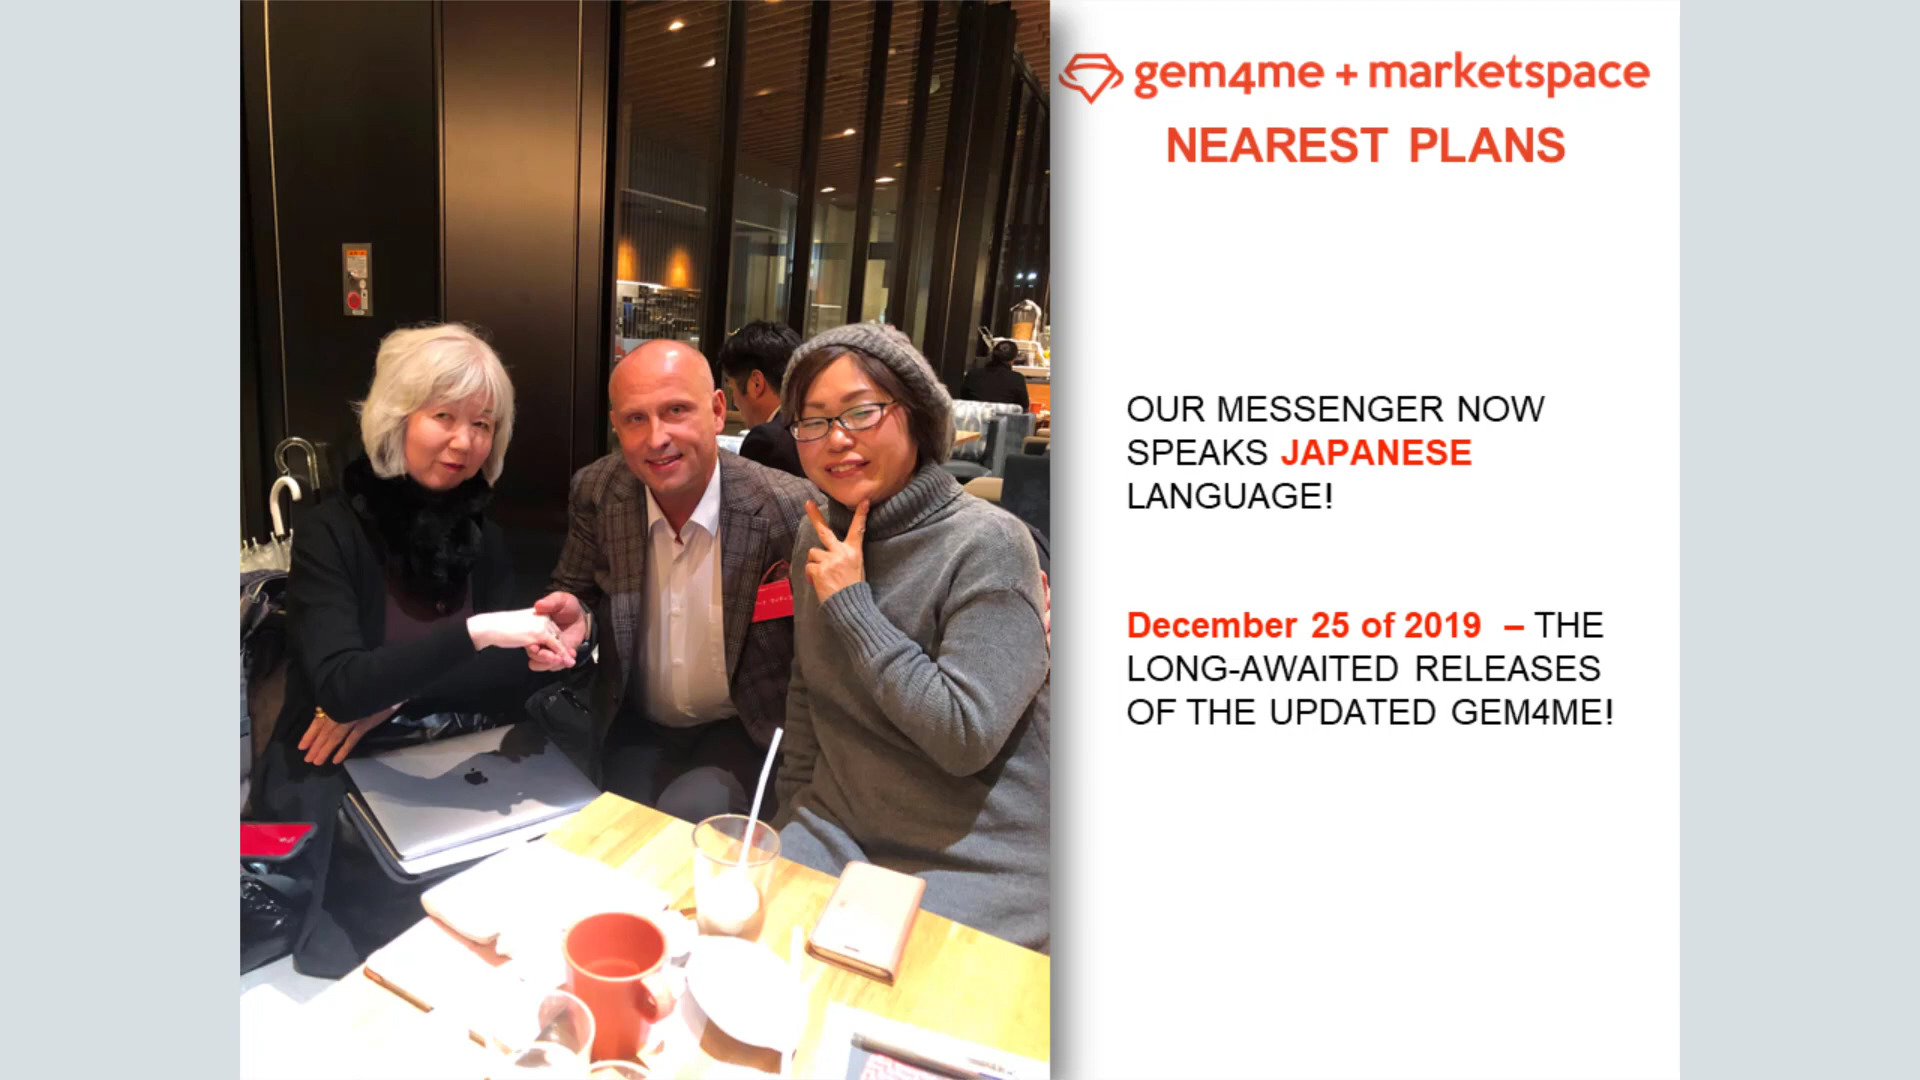 gem4me + marketspace
NEAREST PLANS
OUR MESSENGER NOW
SPEAKS JAPANESE
LANGUAGE!
December 25 of 2019 – THE
LONG-AWAITED RELEASES
OF THE UPDATED GEM4ME!